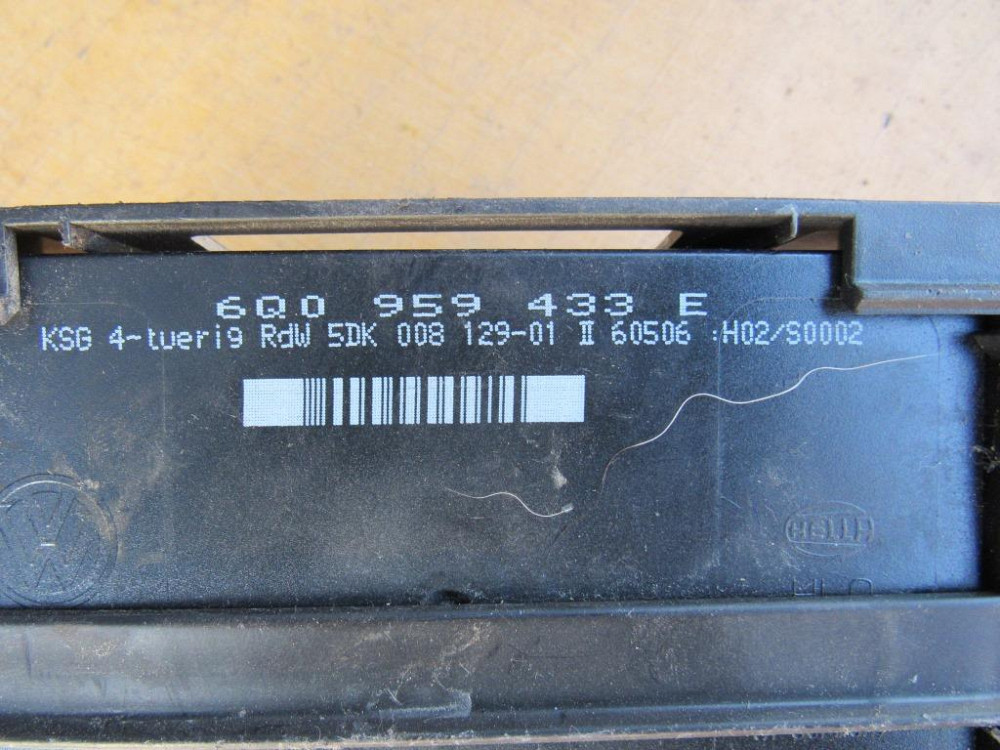 6Q0 959 433 E
KSG 4-tuerig RdW 5DK 008 129-01 II 60506 :H02/S0002
HELLA